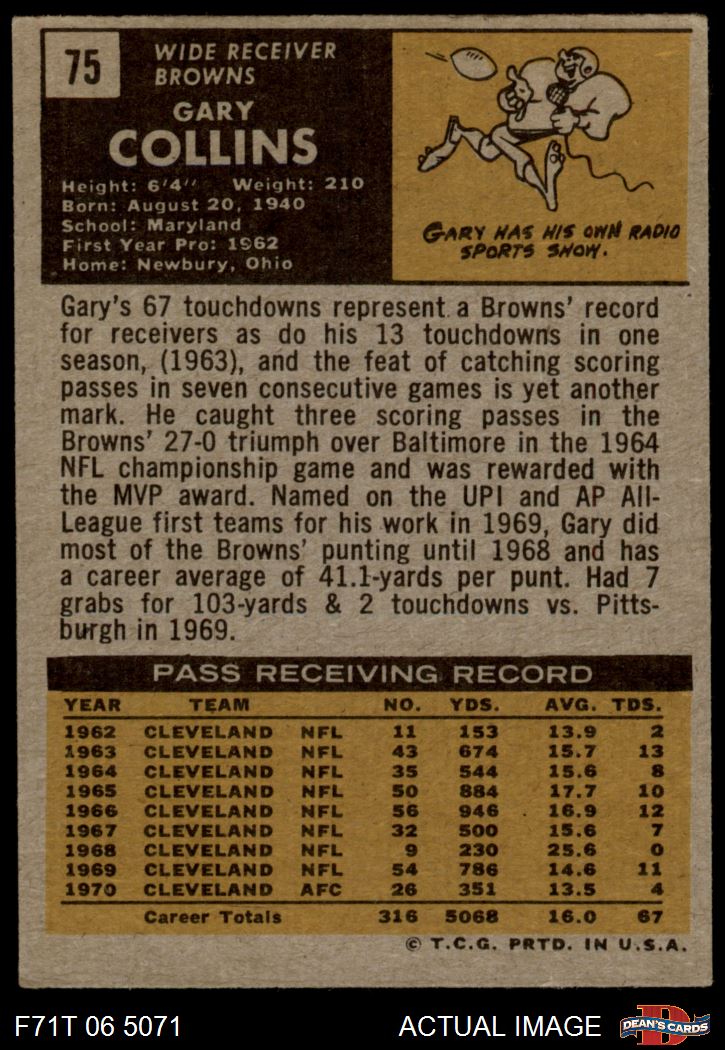 75
WIDE RECEIVER
BROWNS
GARY
COLLINS
Height: 6'4" Weight: 210
Born: August 20, 1940
School: Maryland
First Year Pro: 1962
Home: Newbury, Ohio
GARY HAS HIS OWN RADIO
SPORTS SHOW.
Gary's 67 touchdowns represent a Browns' record
for receivers as do his 13 touchdowns in one
season, (1963), and the feat of catching scoring
passes in seven consecutive games is yet another
mark. He caught three scoring passes in the
Browns' 27-0 triumph over Baltimore in the 1964
NFL championship game and was rewarded with
the MVP award. Named on the UPI and AP All-
League first teams for his work in 1969, Gary did
most of the Browns' punting until 1968 and has
a career average of 41.1-yards per punt. Had 7
grabs for 103-yards & 2 touchdowns vs. Pitts-
burgh in 1969.
PASS RECEIVING RECORD
YEAR TEAM NO. YDS. AVG. TDS.
1962 CLEVELAND NFL 11 153 13.9 2
1963 CLEVELAND NFL 43 674 15.7 13
1964 CLEVELAND NFL 35 544 15.6 8
1965 CLEVELAND NFL 50 884 17.7 10
1966 CLEVELAND NFL 56 946 16.9 12
1967 CLEVELAND NFL 32 500 15.6 7
1968 CLEVELAND NFL 9 230 25.6 0
1969 CLEVELAND NFL 54 786 14.6 11
1970 CLEVELAND AFC 26 351 13.5 4
Career Totals 316 5068 16.0 67
© T.C.G. PRTD. IN U.S.A.
F71T 06 5071 ACTUAL IMAGE
D
DEAN'S CARDS